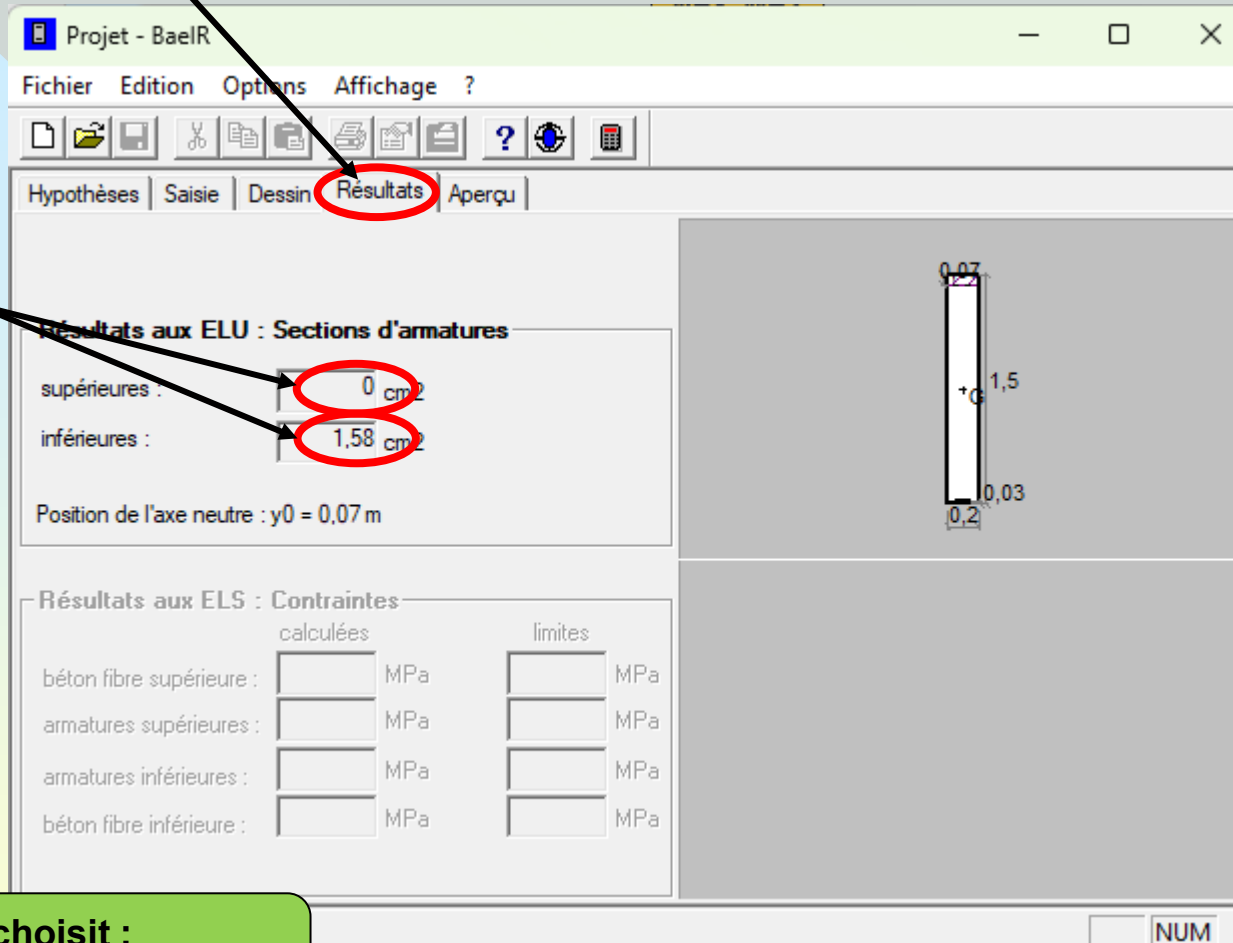 Projet - BaelR
Fichier Edition Options Affichage ?
Hypothèses Saisie Dessin Résultats Aperçu
Résultats aux ELU : Sections d'armatures
supérieures : 0 cm2
inférieures : 1,58 cm2
Position de l'axe neutre : y0 = 0,07 m
0,07
1,5
+G
0,03
0,2
Résultats aux ELS : Contraintes
calculées limites
béton fibre supérieure : MPa MPa
armatures supérieures : MPa MPa
armatures inférieures : MPa MPa
béton fibre inférieure : MPa MPa
choisit :
NUM